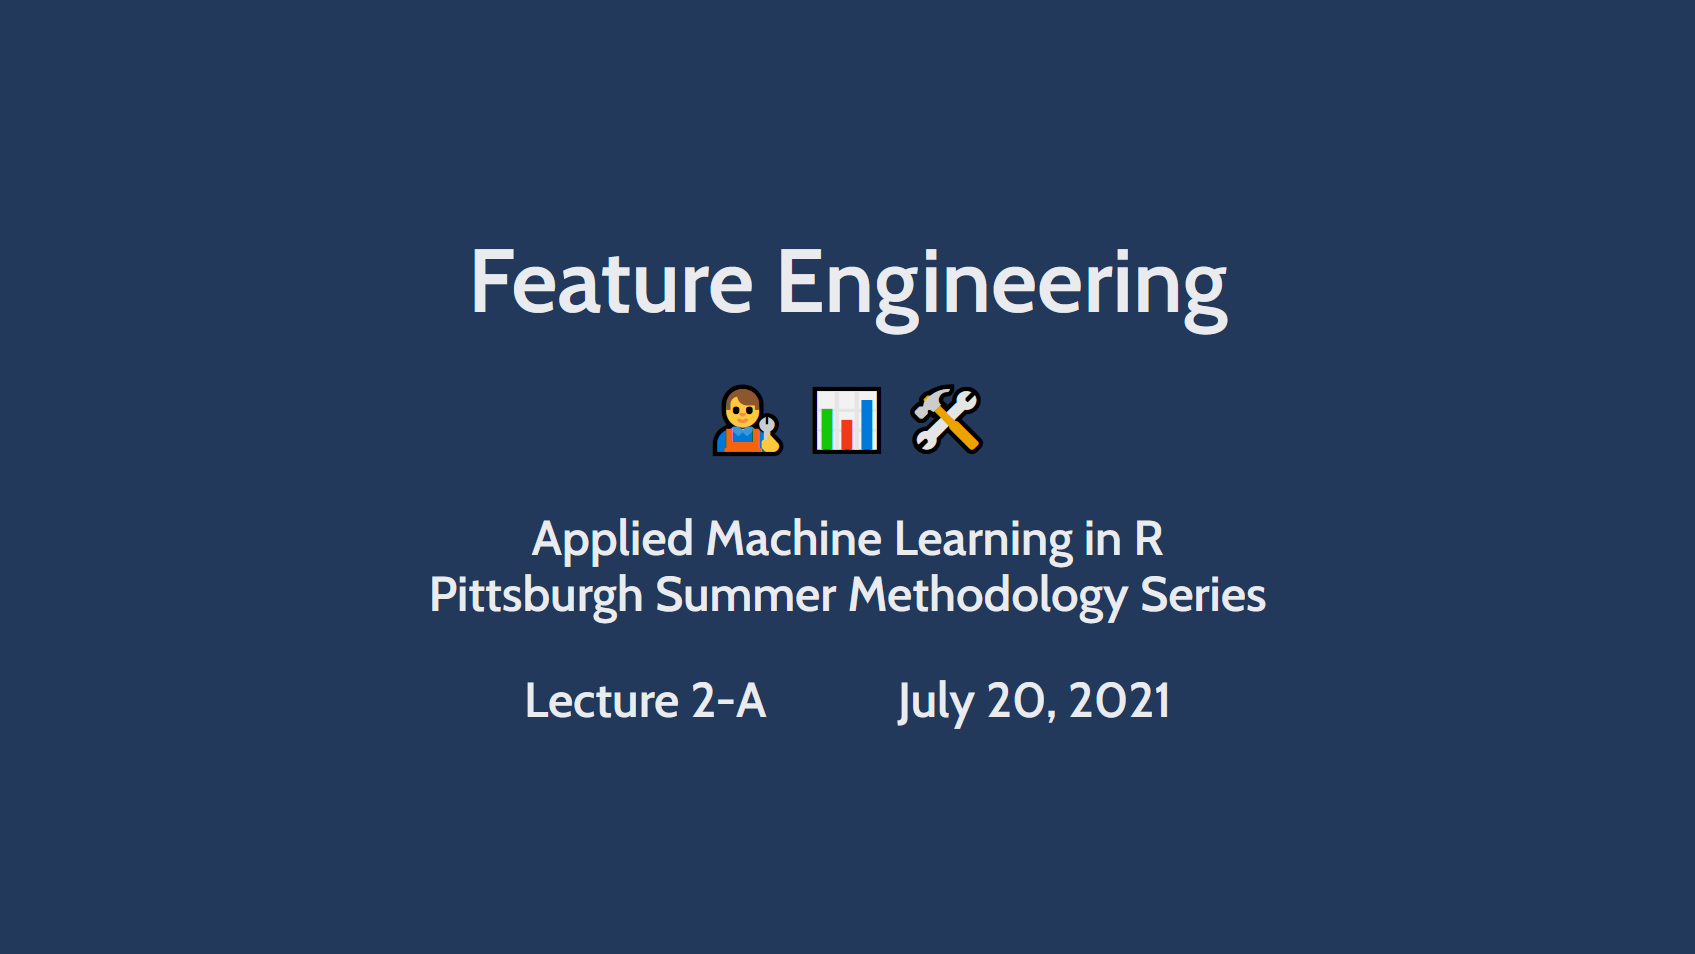 Feature Engineering
Applied Machine Learning in R
Pittsburgh Summer Methodology Series
Lecture 2-A July 20, 2021